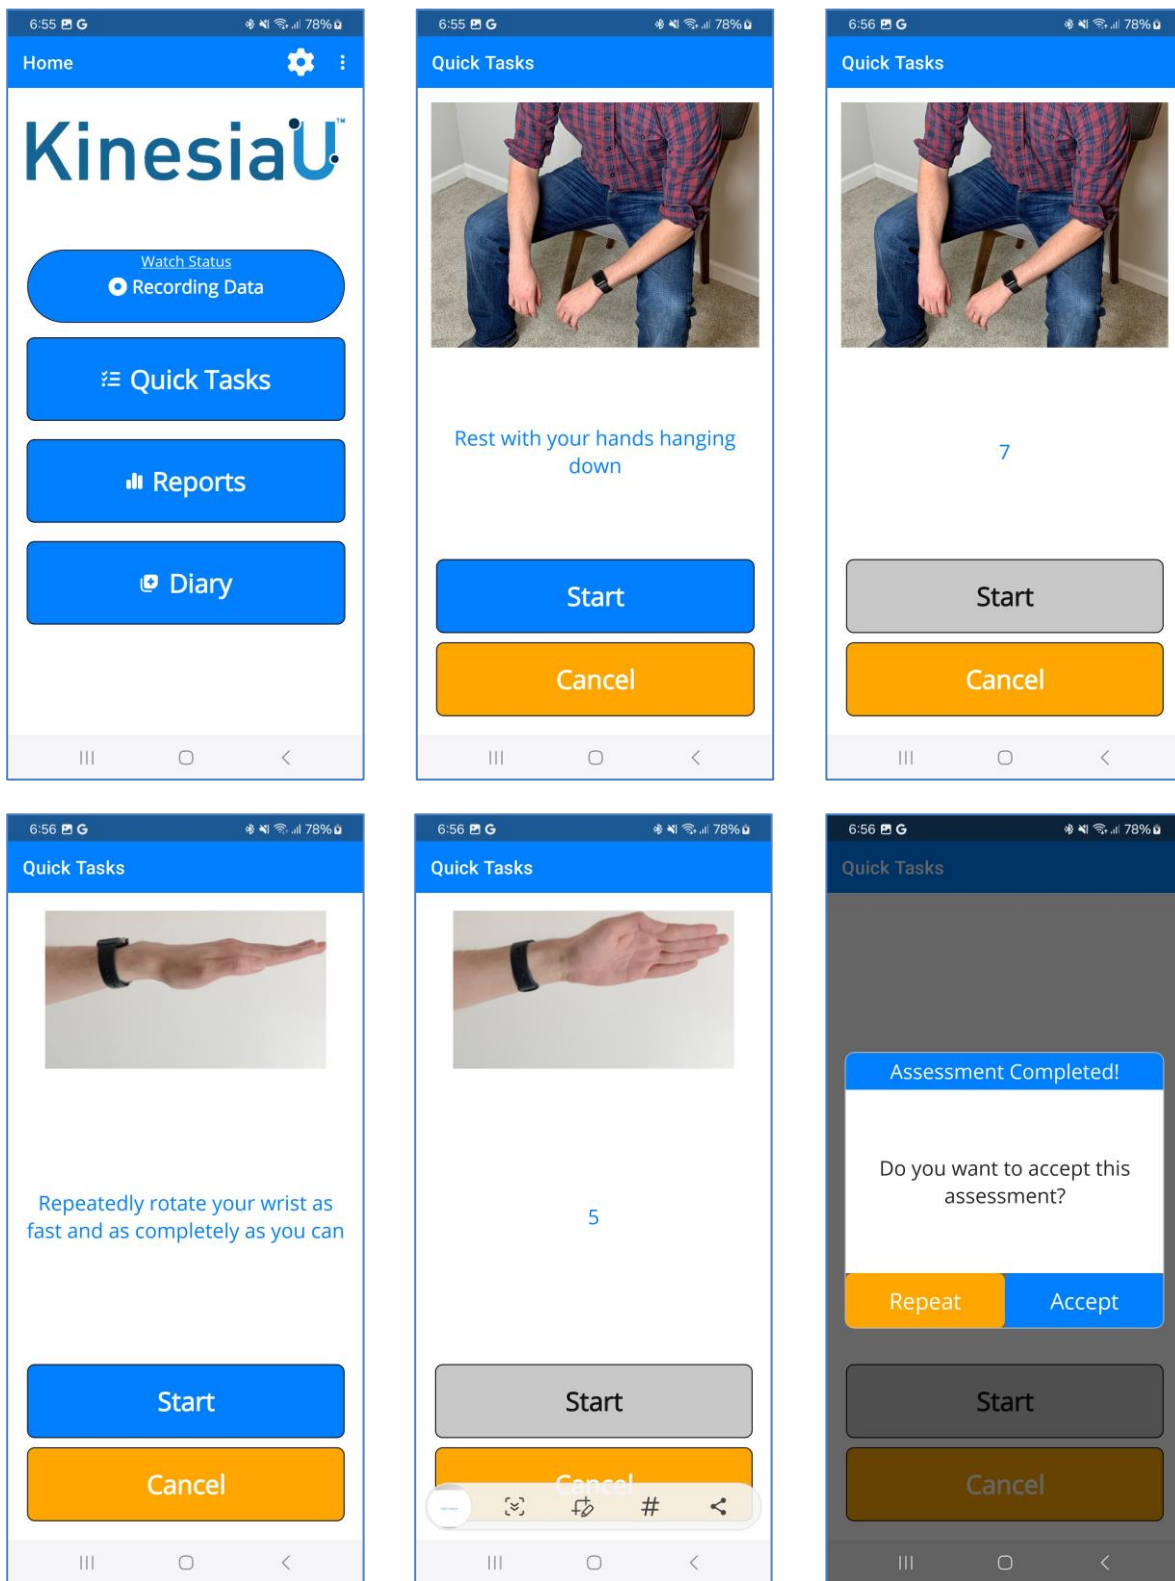 6:55 G 78%
Home
KinesiaU™
Watch Status
Recording Data
Quick Tasks
Reports
Diary
6:55 G 78%
Quick Tasks
Rest with your hands hanging
down
Start
Cancel
6:56 G 78%
Quick Tasks
7
Start
Cancel
6:56 G 78%
Quick Tasks
Repeatedly rotate your wrist as
fast and as completely as you can
Start
Cancel
6:56 G 78%
Quick Tasks
5
Start
Cancel
#
6:56 G 78%
Quick Tasks
Assessment Completed!
Do you want to accept this
assessment?
Repeat Accept
Start
Cancel